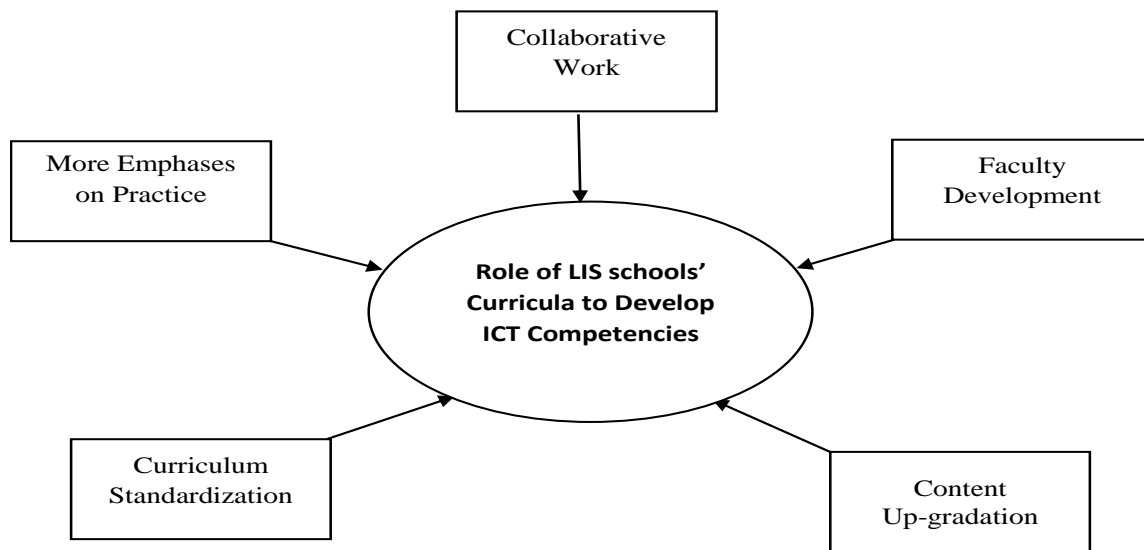 Collaborative
Work
More Emphases
on Practice
Faculty
Development
Role of LIS schools’
Curricula to Develop
ICT Competencies
Curriculum
Standardization
Content
Up-gradation